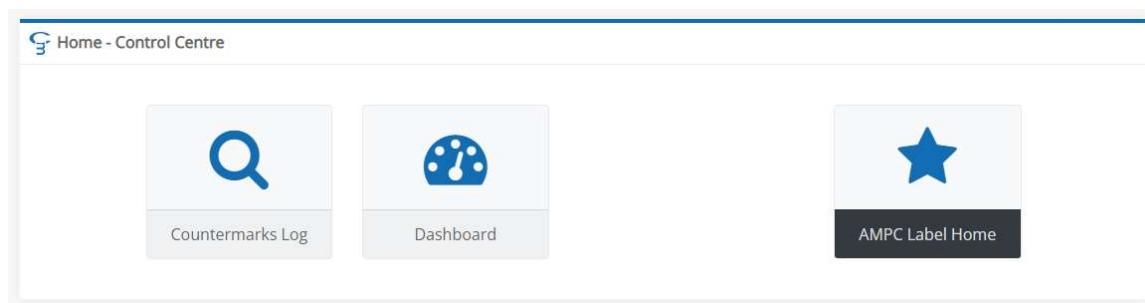 Home - Control Centre
Countermarks Log
Dashboard
AMPC Label Home